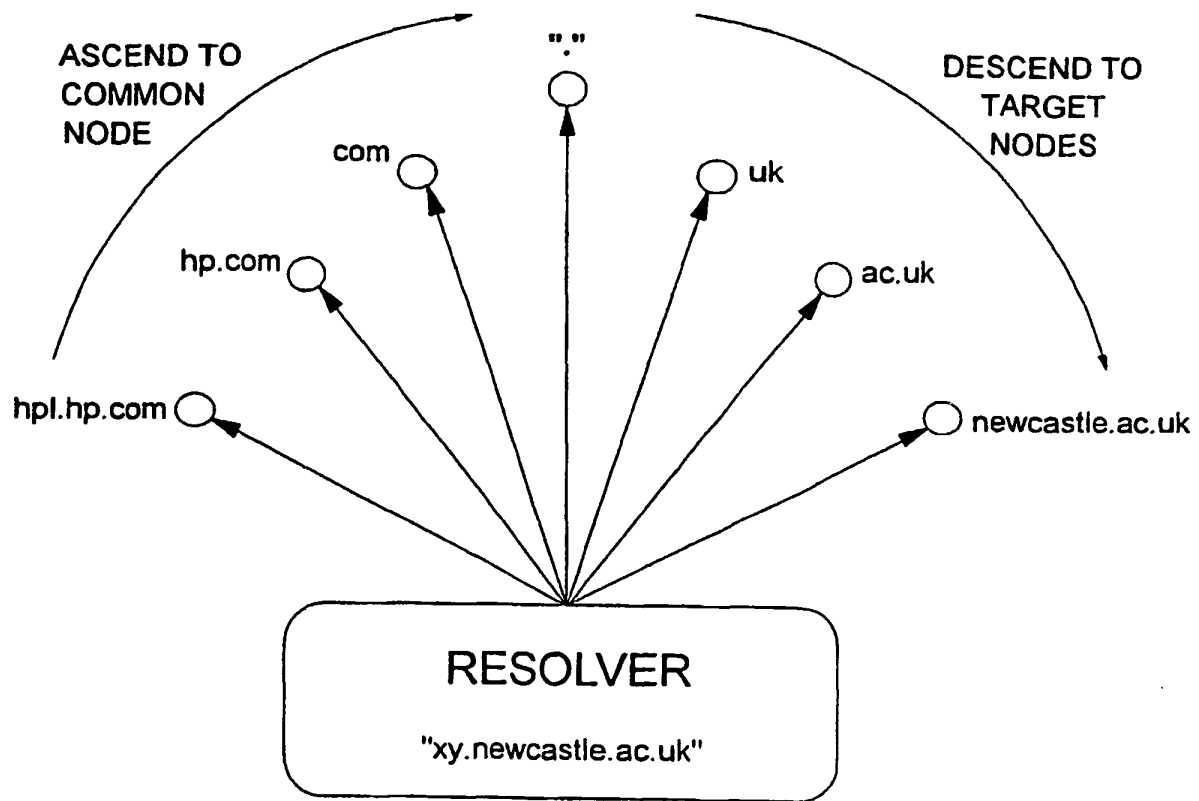 "."
ASCEND TO
COMMON
NODE
DESCEND TO
TARGET
NODES
com
uk
hp.com
ac.uk
hpl.hp.com
newcastle.ac.uk
RESOLVER
"xy.newcastle.ac.uk"